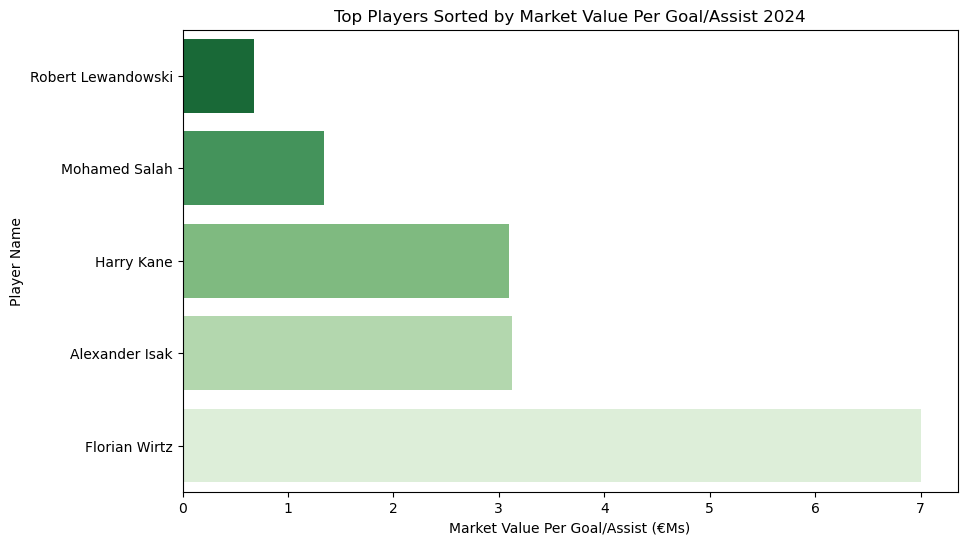 Top Players Sorted by Market Value Per Goal/Assist 2024
Player Name
Robert Lewandowski
Mohamed Salah
Harry Kane
Alexander Isak
Florian Wirtz
0 1 2 3 4 5 6 7
Market Value Per Goal/Assist (€Ms)